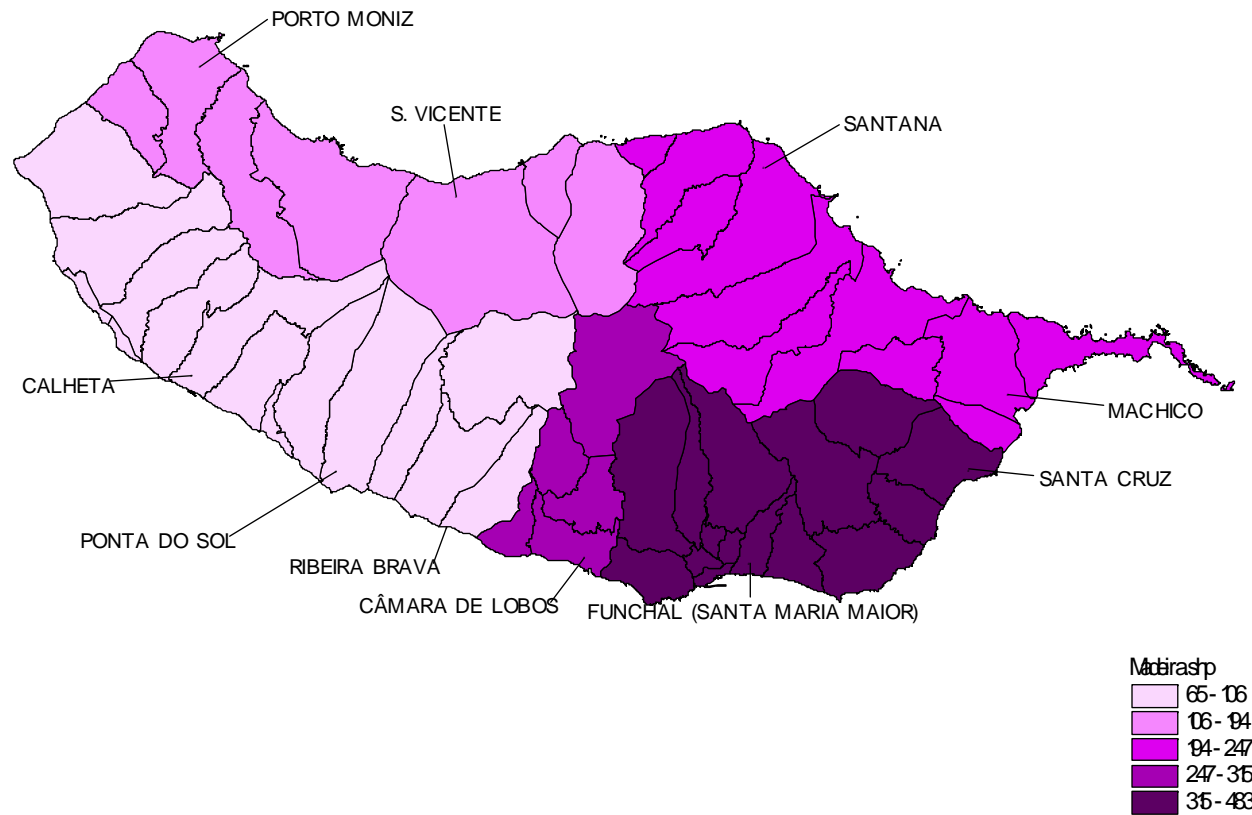 PORTO MONIZ
S. VICENTE
SANTANA
CALHETA
MACHICO
SANTA CRUZ
PONTA DO SOL
RIBEIRA BRAVA
CÂMARA DE LOBOS
FUNCHAL (SANTA MARIA MAIOR)
Madeira.shp
65 - 106
106 - 194
194 - 247
247 - 315
315 - 483